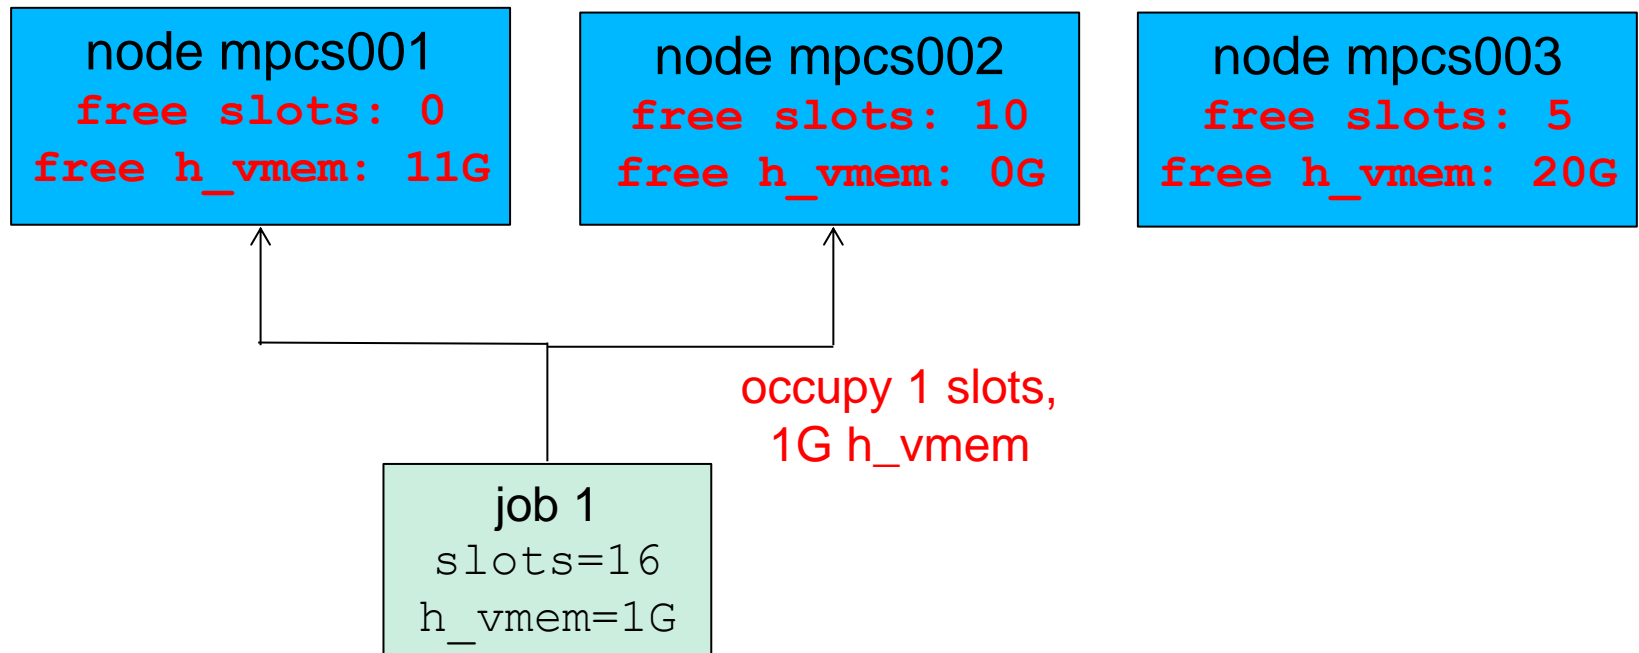 node mpcs001
free slots: 0
free h_vmem: 11G
node mpcs002
free slots: 10
free h_vmem: 0G
node mpcs003
free slots: 5
free h_vmem: 20G
occupy 1 slots,
1G h_vmem
job 1
slots=16
h_vmem=1G